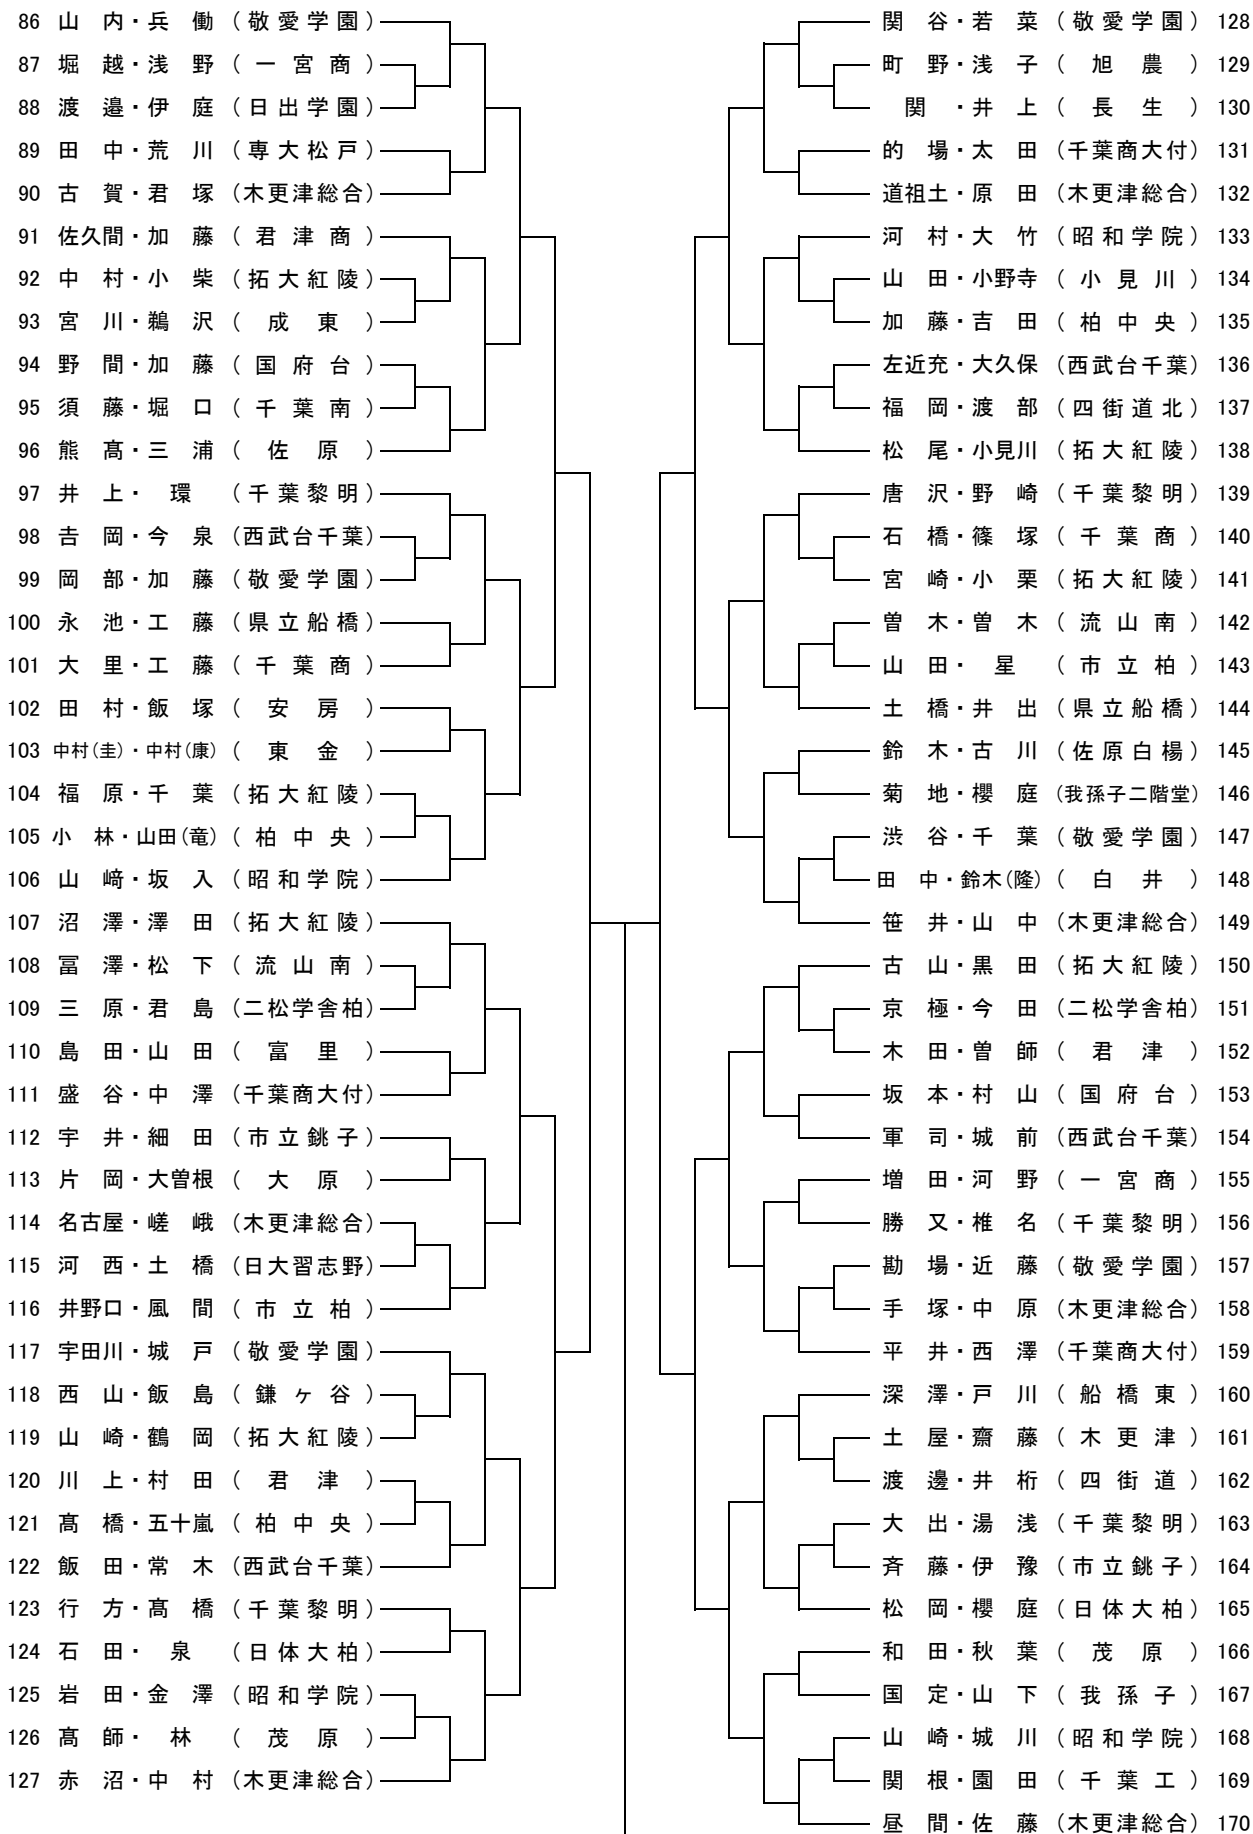 86 山 内・兵 働 (敬愛学園)
87 堀 越・浅 野 (一宮商)
88 渡 邉・伊 庭 (日出学園)
89 田 中・荒 川 (専大松戸)
90 古 賀・君 塚 (木更津総合)
91 佐久間・加 藤 (君津商)
92 中 村・小 柴 (拓大紅陵)
93 宮 川・鵜 沢 (成東)
94 野 間・加 藤 (国府台)
95 須 藤・堀 口 (千葉南)
96 熊 髙・三 浦 (佐原)
97 井 上・ 環 (千葉黎明)
98 𠮷 岡・今 泉 (西武台千葉)
99 岡 部・加 藤 (敬愛学園)
100 永 池・工 藤 (県立船橋)
101 大 里・工 藤 (千葉商)
102 田 村・飯 塚 (安房)
103 中村(圭)・中村(康) (東金)
104 福 原・千 葉 (拓大紅陵)
105 小 林・山田(竜) (柏中央)
106 山 﨑・坂 入 (昭和学院)
107 沼 澤・澤 田 (拓大紅陵)
108 冨 澤・松 下 (流山南)
109 三 原・君 島 (二松学舎柏)
110 島 田・山 田 (富里)
111 盛 谷・中 澤 (千葉商大付)
112 宇 井・細 田 (市立銚子)
113 片 岡・大曽根 (大原)
114 名古屋・嵯 峨 (木更津総合)
115 河 西・土 橋 (日大習志野)
116 井野口・風 間 (市立柏)
117 宇田川・城 戸 (敬愛学園)
118 西 山・飯 島 (鎌ヶ谷)
119 山 崎・鶴 岡 (拓大紅陵)
120 川 上・村 田 (君津)
121 髙 橋・五十嵐 (柏中央)
122 飯 田・常 木 (西武台千葉)
123 行 方・髙 橋 (千葉黎明)
124 石 田・ 泉 (日体大柏)
125 岩 田・金 澤 (昭和学院)
126 髙 師・ 林 (茂原)
127 赤 沼・中 村 (木更津総合)
関 谷・若 菜 (敬愛学園) 128
町 野・浅 子 (旭農) 129
関 ・井 上 (長生) 130
的 場・太 田 (千葉商大付) 131
道祖土・原 田 (木更津総合) 132
河 村・大 竹 (昭和学院) 133
山 田・小野寺 (小見川) 134
加 藤・吉 田 (柏中央) 135
左近充・大久保 (西武台千葉) 136
福 岡・渡 部 (四街道北) 137
松 尾・小見川 (拓大紅陵) 138
唐 沢・野 崎 (千葉黎明) 139
石 橋・篠 塚 (千葉商) 140
宮 崎・小 栗 (拓大紅陵) 141
曽 木・曽 木 (流山南) 142
山 田・ 星 (市立柏) 143
土 橋・井 出 (県立船橋) 144
鈴 木・古 川 (佐原白楊) 145
菊 地・櫻 庭 (我孫子二階堂) 146
渋 谷・千 葉 (敬愛学園) 147
田 中・鈴木(隆) (白井) 148
笹 井・山 中 (木更津総合) 149
古 山・黒 田 (拓大紅陵) 150
京 極・今 田 (二松学舎柏) 151
木 田・曽 師 (君津) 152
坂 本・村 山 (国府台) 153
軍 司・城 前 (西武台千葉) 154
増 田・河 野 (一宮商) 155
勝 又・椎 名 (千葉黎明) 156
勘 場・近 藤 (敬愛学園) 157
手 塚・中 原 (木更津総合) 158
平 井・西 澤 (千葉商大付) 159
深 澤・戸 川 (船橋東) 160
土 屋・齋 藤 (木更津) 161
渡 邊・井 桁 (四街道) 162
大 出・湯 浅 (千葉黎明) 163
斉 藤・伊 豫 (市立銚子) 164
松 岡・櫻 庭 (日体大柏) 165
和 田・秋 葉 (茂原) 166
国 定・山 下 (我孫子) 167
山 崎・城 川 (昭和学院) 168
関 根・園 田 (千葉工) 169
昼 間・佐 藤 (木更津総合) 170